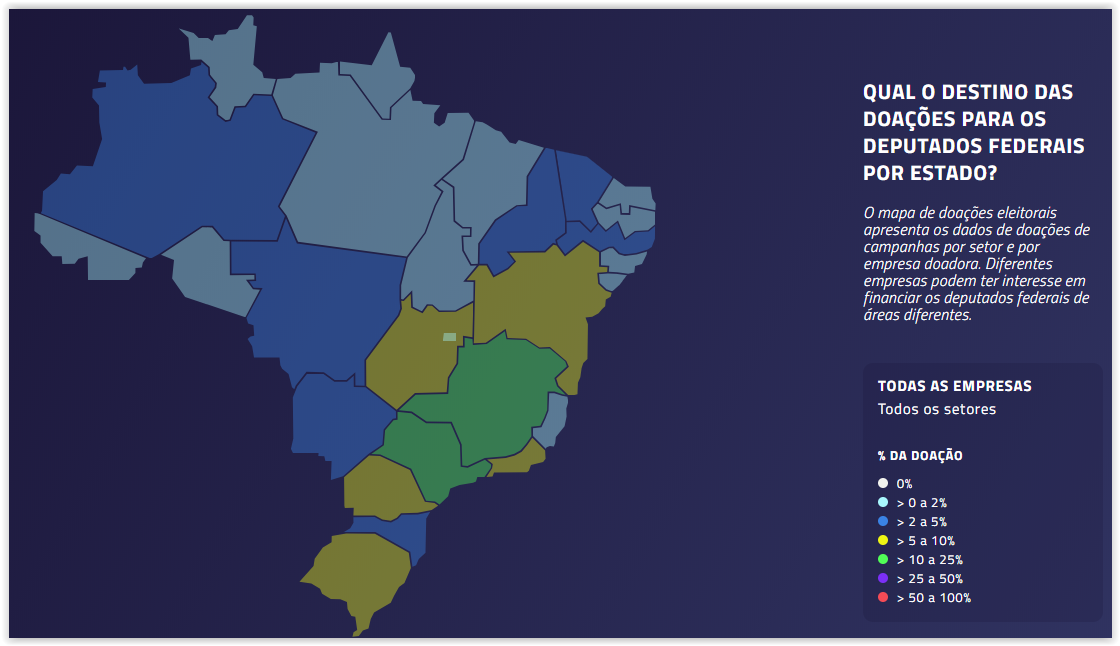 QUAL O DESTINO DAS
DOAÇÕES PARA OS
DEPUTADOS FEDERAIS
POR ESTADO?
O mapa de doações eleitorais
apresenta os dados de doações de
campanhas por setor e por
empresa doadora. Diferentes
empresas podem ter interesse em
financiar os deputados federais de
áreas diferentes.
TODAS AS EMPRESAS
Todos os setores
% DA DOAÇÃO
0%
> 0 a 2%
> 2 a 5%
> 5 a 10%
> 10 a 25%
> 25 a 50%
> 50 a 100%